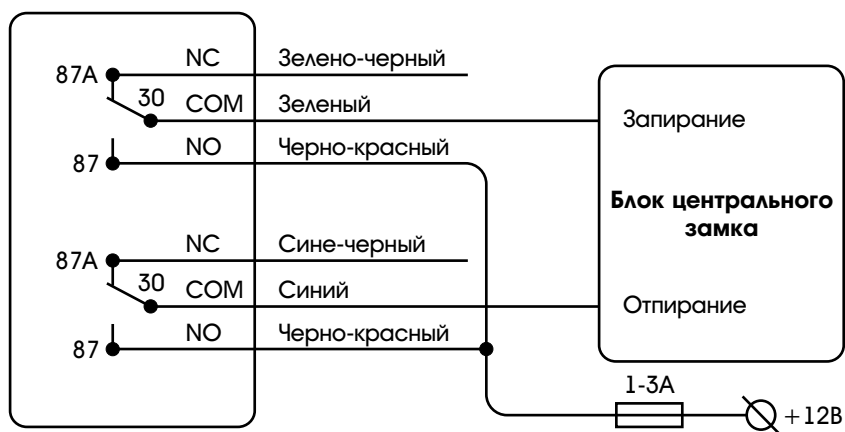 NC Зелено-черный
87A
30 COM Зеленый
Запирание
NO Черно-красный
87
Блок центрального
замка
NC Сине-черный
87A
30 COM Синий
Отпирание
NO Черно-красный
87
1-3А
+12В